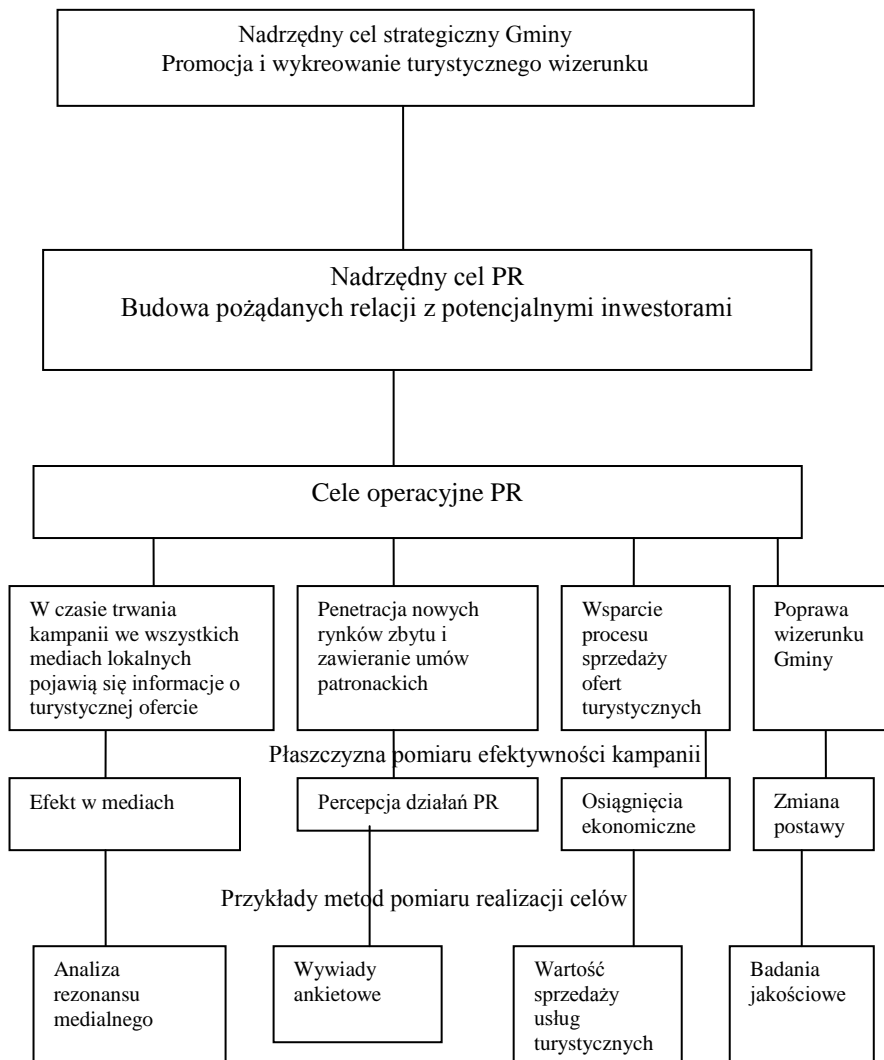 Nadrzędny cel strategiczny Gminy
Promocja i wykreowanie turystycznego wizerunku
Nadrzędny cel PR
Budowa pożądanych relacji z potencjalnymi inwestorami
Cele operacyjne PR
W czasie trwania
kampanii we wszystkich
mediach lokalnych
pojawią się informacje o
turystycznej ofercie
Penetracja nowych
rynków zbytu i
zawieranie umów
patronackich
Wsparcie
procesu
sprzedaży
ofert
turystycznych
Poprawa
wizerunku
Gminy
Płaszczyzna pomiaru efektywności kampanii
Efekt w mediach
Percepcja działań PR
Osiągnięcia
ekonomiczne
Zmiana
postawy
Przykłady metod pomiaru realizacji celów
Analiza
rezonansu
medialnego
Wywiady
ankietowe
Wartość
sprzedaży
usług
turystycznych
Badania
jakościowe